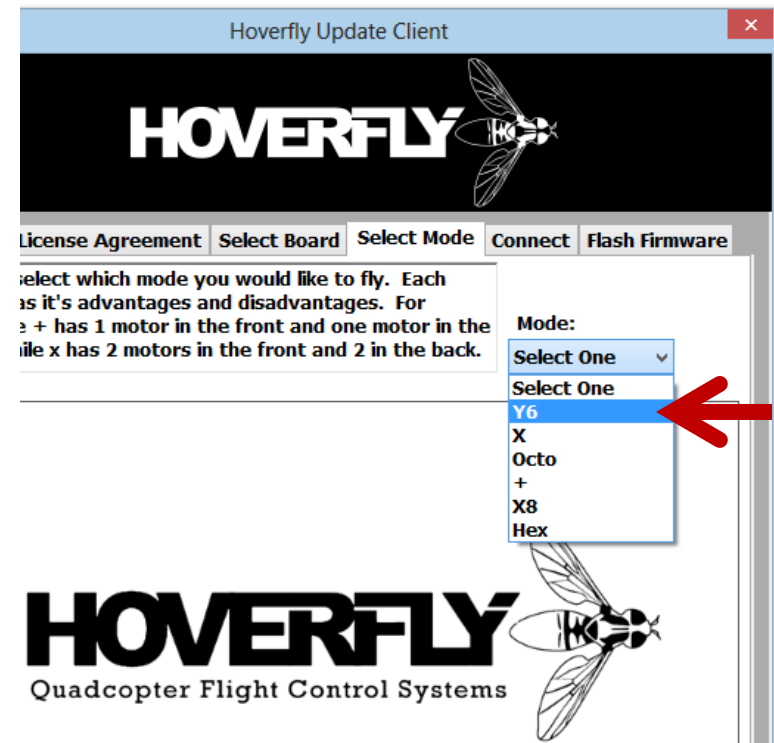 Hoverfly Update Client
HOVERFLY
License Agreement Select Board Select Mode Connect Flash Firmware
select which mode you would like to fly. Each
as it's advantages and disadvantages. For
e + has 1 motor in the front and one motor in the
ile x has 2 motors in the front and 2 in the back.
Mode:
Select One
Select One
Y6
X
Octo
+
X8
Hex
HOVERFLY
Quadcopter Flight Control Systems